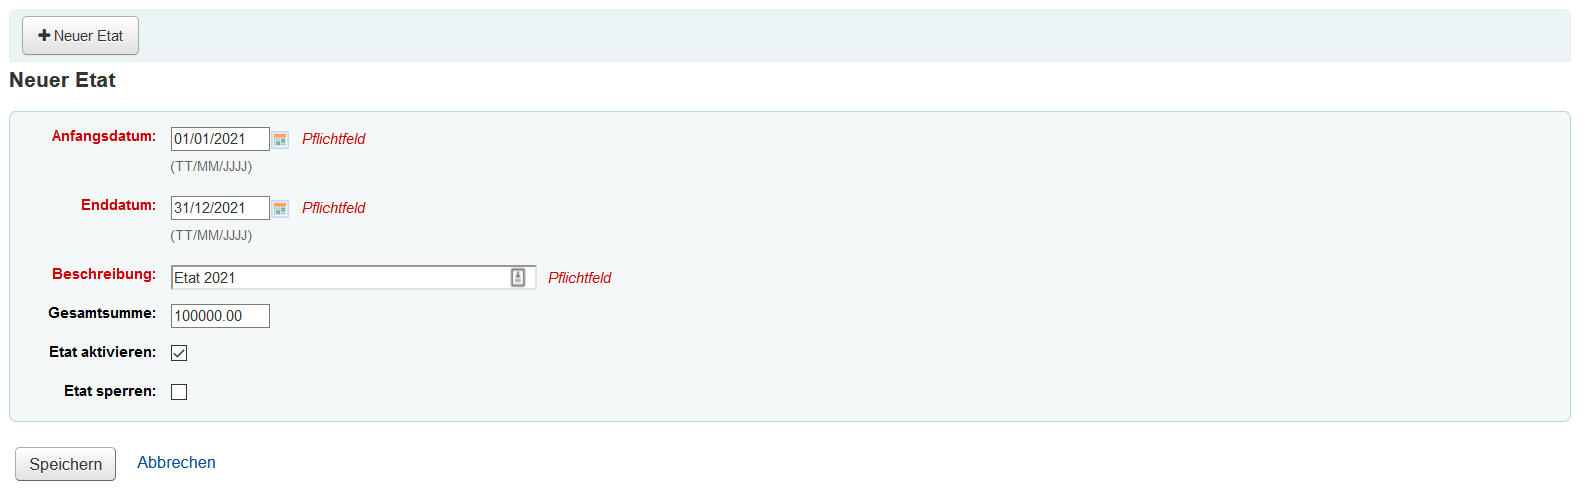 Neuer Etat
Neuer Etat
Anfangsdatum: 01/01/2021 Pflichtfeld
(TT/MM/JJJJ)
Enddatum: 31/12/2021 Pflichtfeld
(TT/MM/JJJJ)
Beschreibung: Etat 2021 Pflichtfeld
Gesamtsumme: 100000.00
Etat aktivieren:
Etat sperren:
Speichern Abbrechen